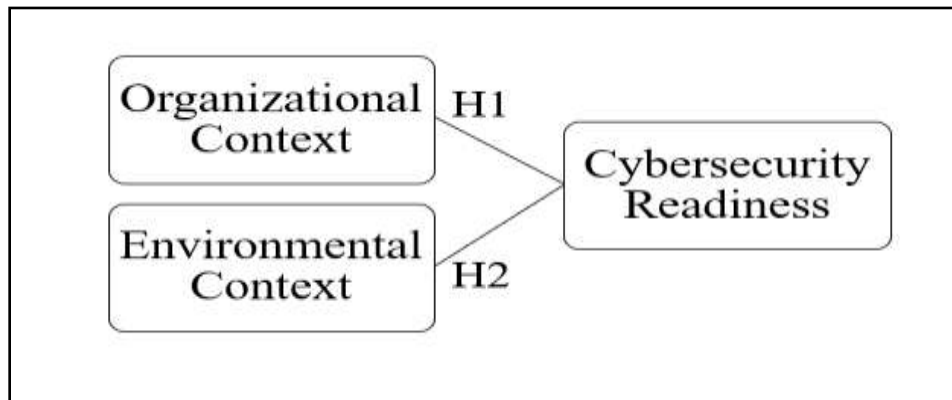 Organizational
Context
H1
Cybersecurity
Readiness
Environmental
Context
H2